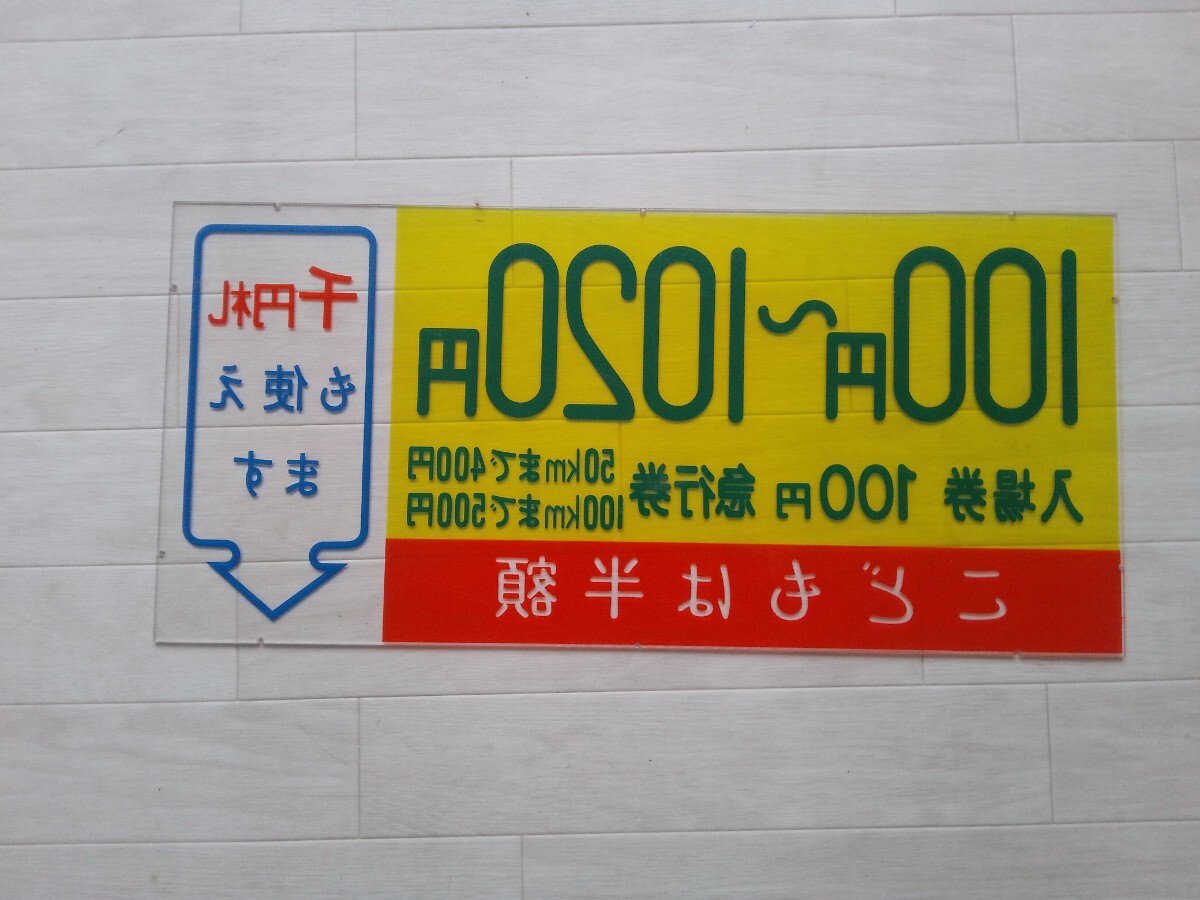 100円～1020円
入場券 100円 急行券 50kmまで400円
100kmまで500円
こどもは半額
千円札
も使え
ます